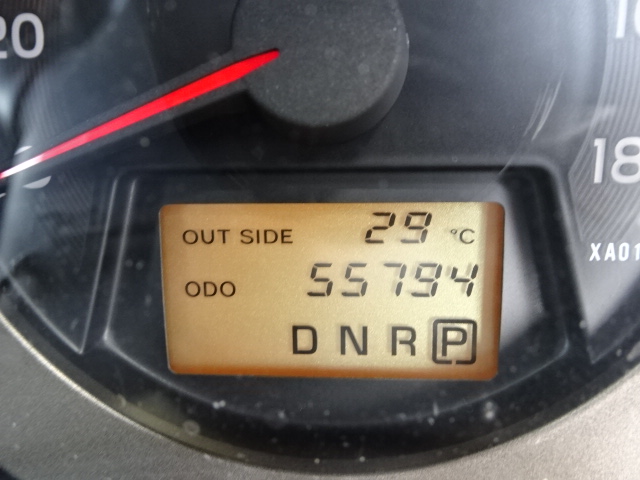 20
18
OUT SIDE 29 °C
XA01
ODO 55794
D N R P